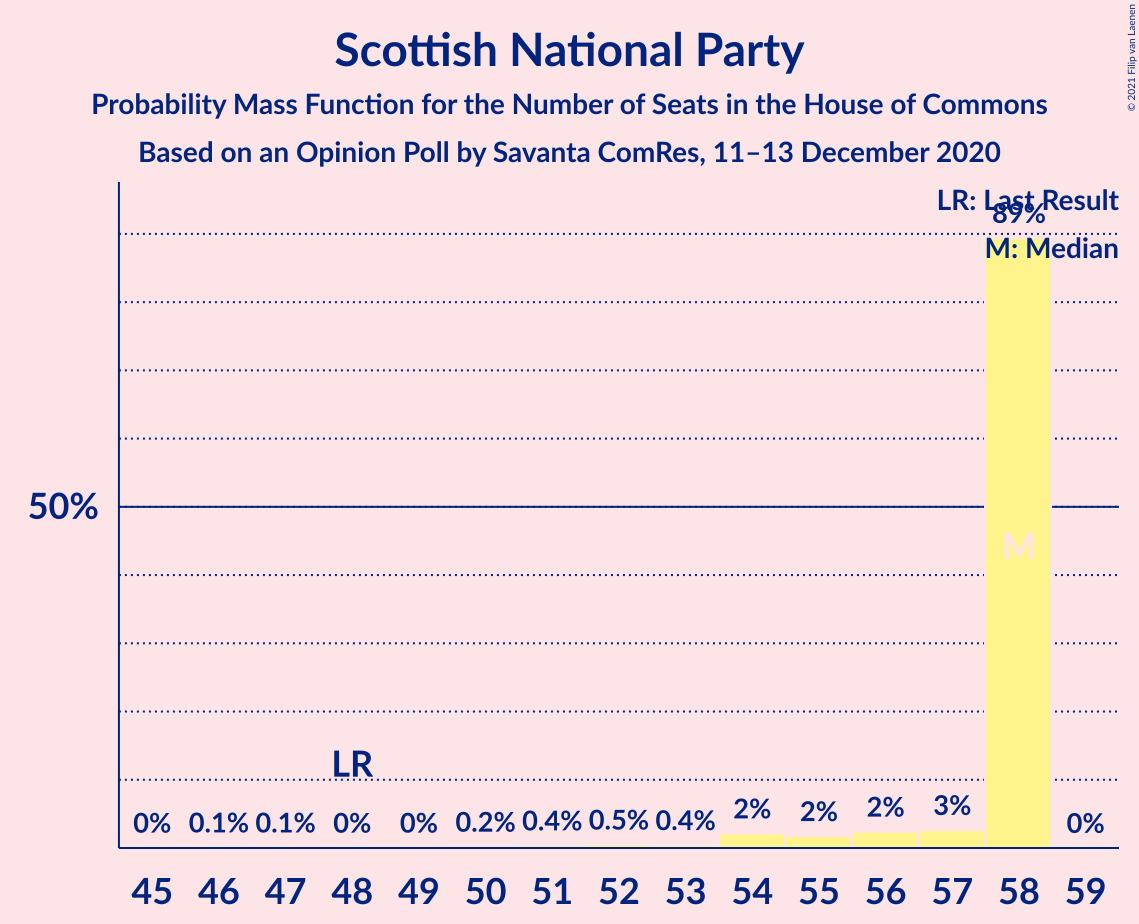 Scottish National Party
Probability Mass Function for the Number of Seats in the House of Commons
Based on an Opinion Poll by Savanta ComRes, 11–13 December 2020
© 2021 Filip van Laenen
LR: Last Result
89%
M: Median
50%
M
LR
0% 0.1% 0.1% 0% 0% 0.2% 0.4% 0.5% 0.4% 2% 2% 2% 3% 0%
45 46 47 48 49 50 51 52 53 54 55 56 57 58 59